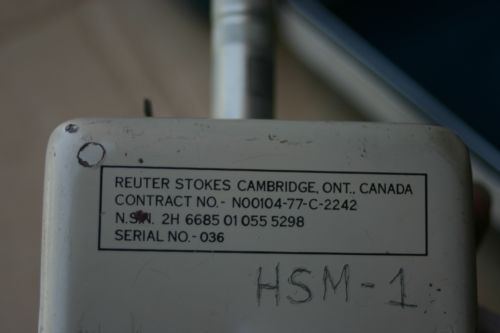 REUTER STOKES CAMBRIDGE, ONT., CANADA
CONTRACT NO.- N00104-77-C-2242
N.S.N. 2H 6685 01 055 5298
SERIAL NO.- 036
HSM-1